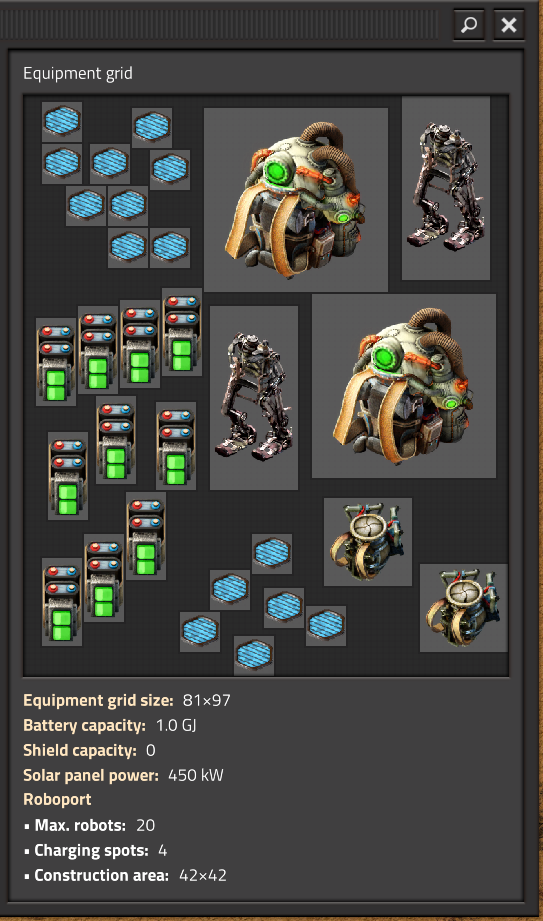 Equipment grid
Equipment grid size: 81×97
Battery capacity: 1.0 GJ
Shield capacity: 0
Solar panel power: 450 kW
Roboport
▪ Max. robots: 20
▪ Charging spots: 4
▪ Construction area: 42×42